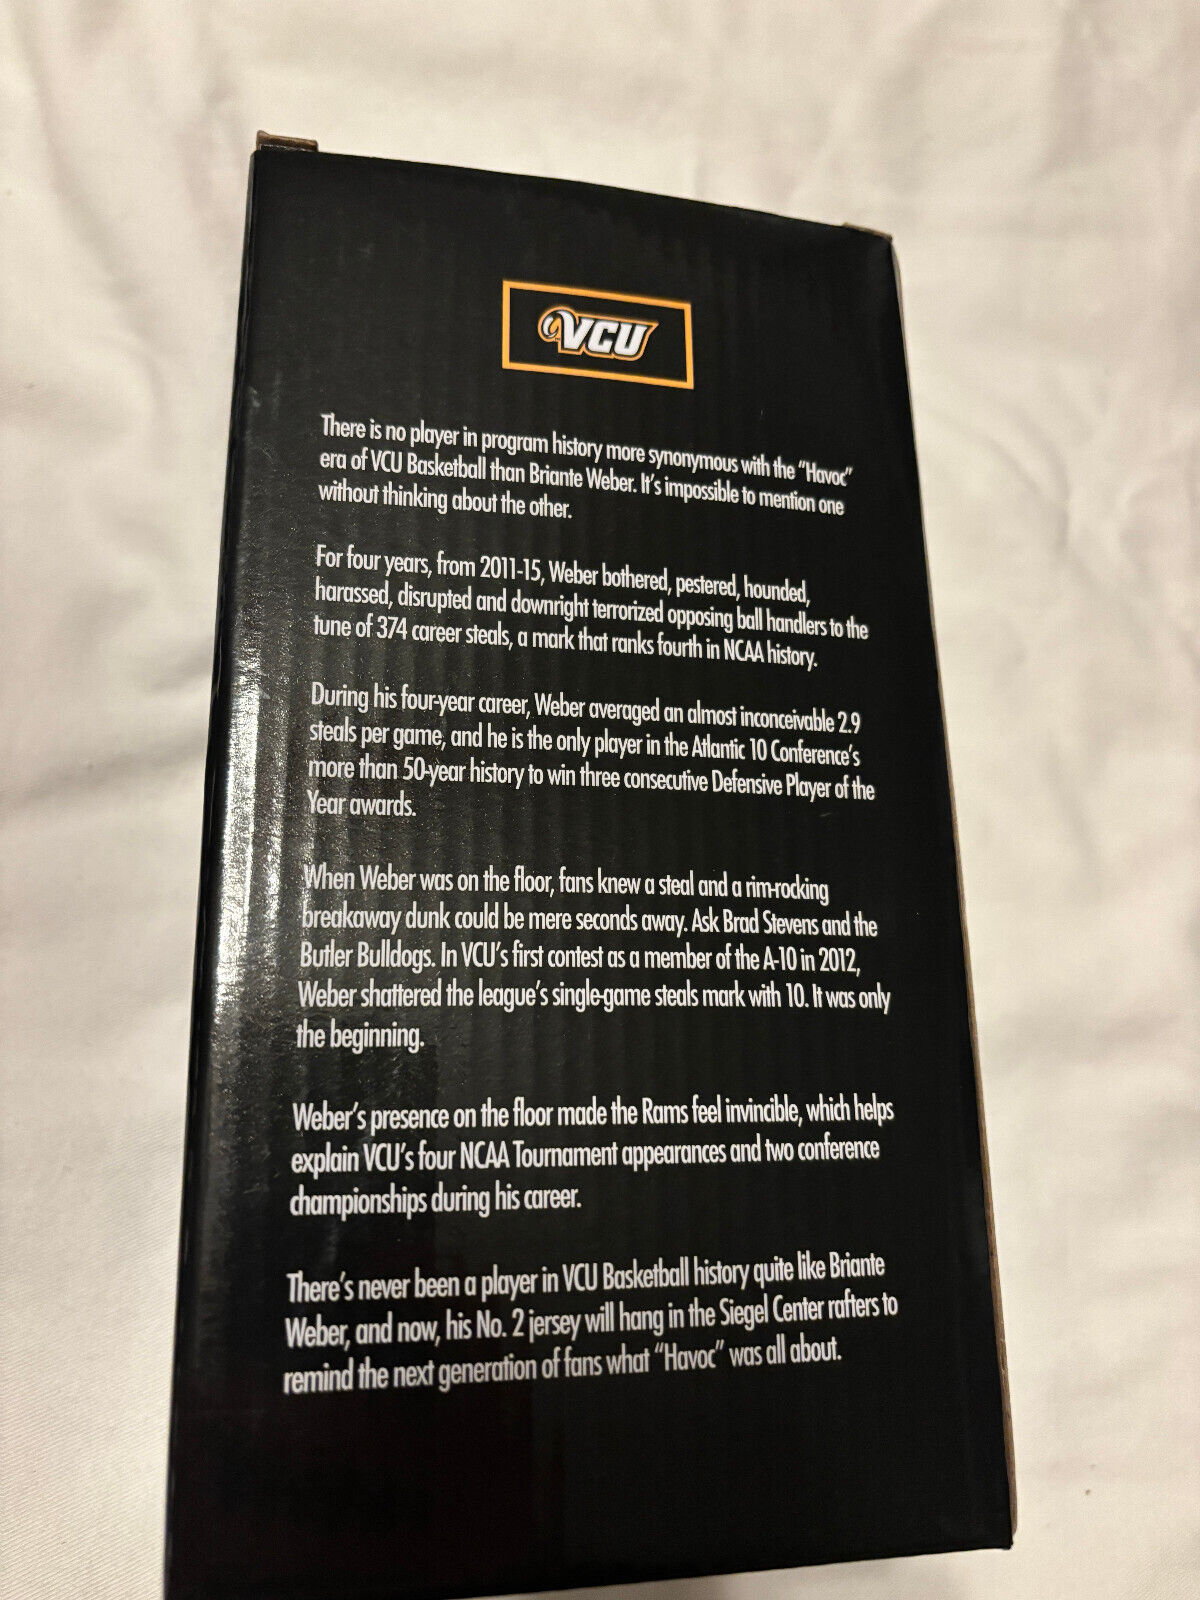 VCU
There is no player in program history more synonymous with the "Havoc"
era of VCU Basketball than Briante Weber. It's impossible to mention one
without thinking about the other.
For four years, from 2011-15, Weber bothered, pestered, hounded,
harassed, disrupted and downright terrorized opposing ball handlers to the
tune of 374 career steals, a mark that ranks fourth in NCAA history.
During his four-year career, Weber averaged an almost inconceivable 2.9
steals per game, and he is the only player in the Atlantic 10 Conference's
more than 50-year history to win three consecutive Defensive Player of the
Year awards.
When Weber was on the floor, fans knew a steal and a rim-rocking
breakaway dunk could be mere seconds away. Ask Brad Stevens and the
Butler Bulldogs. In VCU's first contest as a member of the A-10 in 2012,
Weber shattered the league's single-game steals mark with 10. It was only
the beginning.
Weber's presence on the floor made the Rams feel invincible, which helps
explain VCU's four NCAA Tournament appearances and two conference
championships during his career.
There's never been a player in VCU Basketball history quite like Briante
Weber, and now, his No. 2 jersey will hang in the Siegel Center rafters to
remind the next generation of fans what "Havoc" was all about.